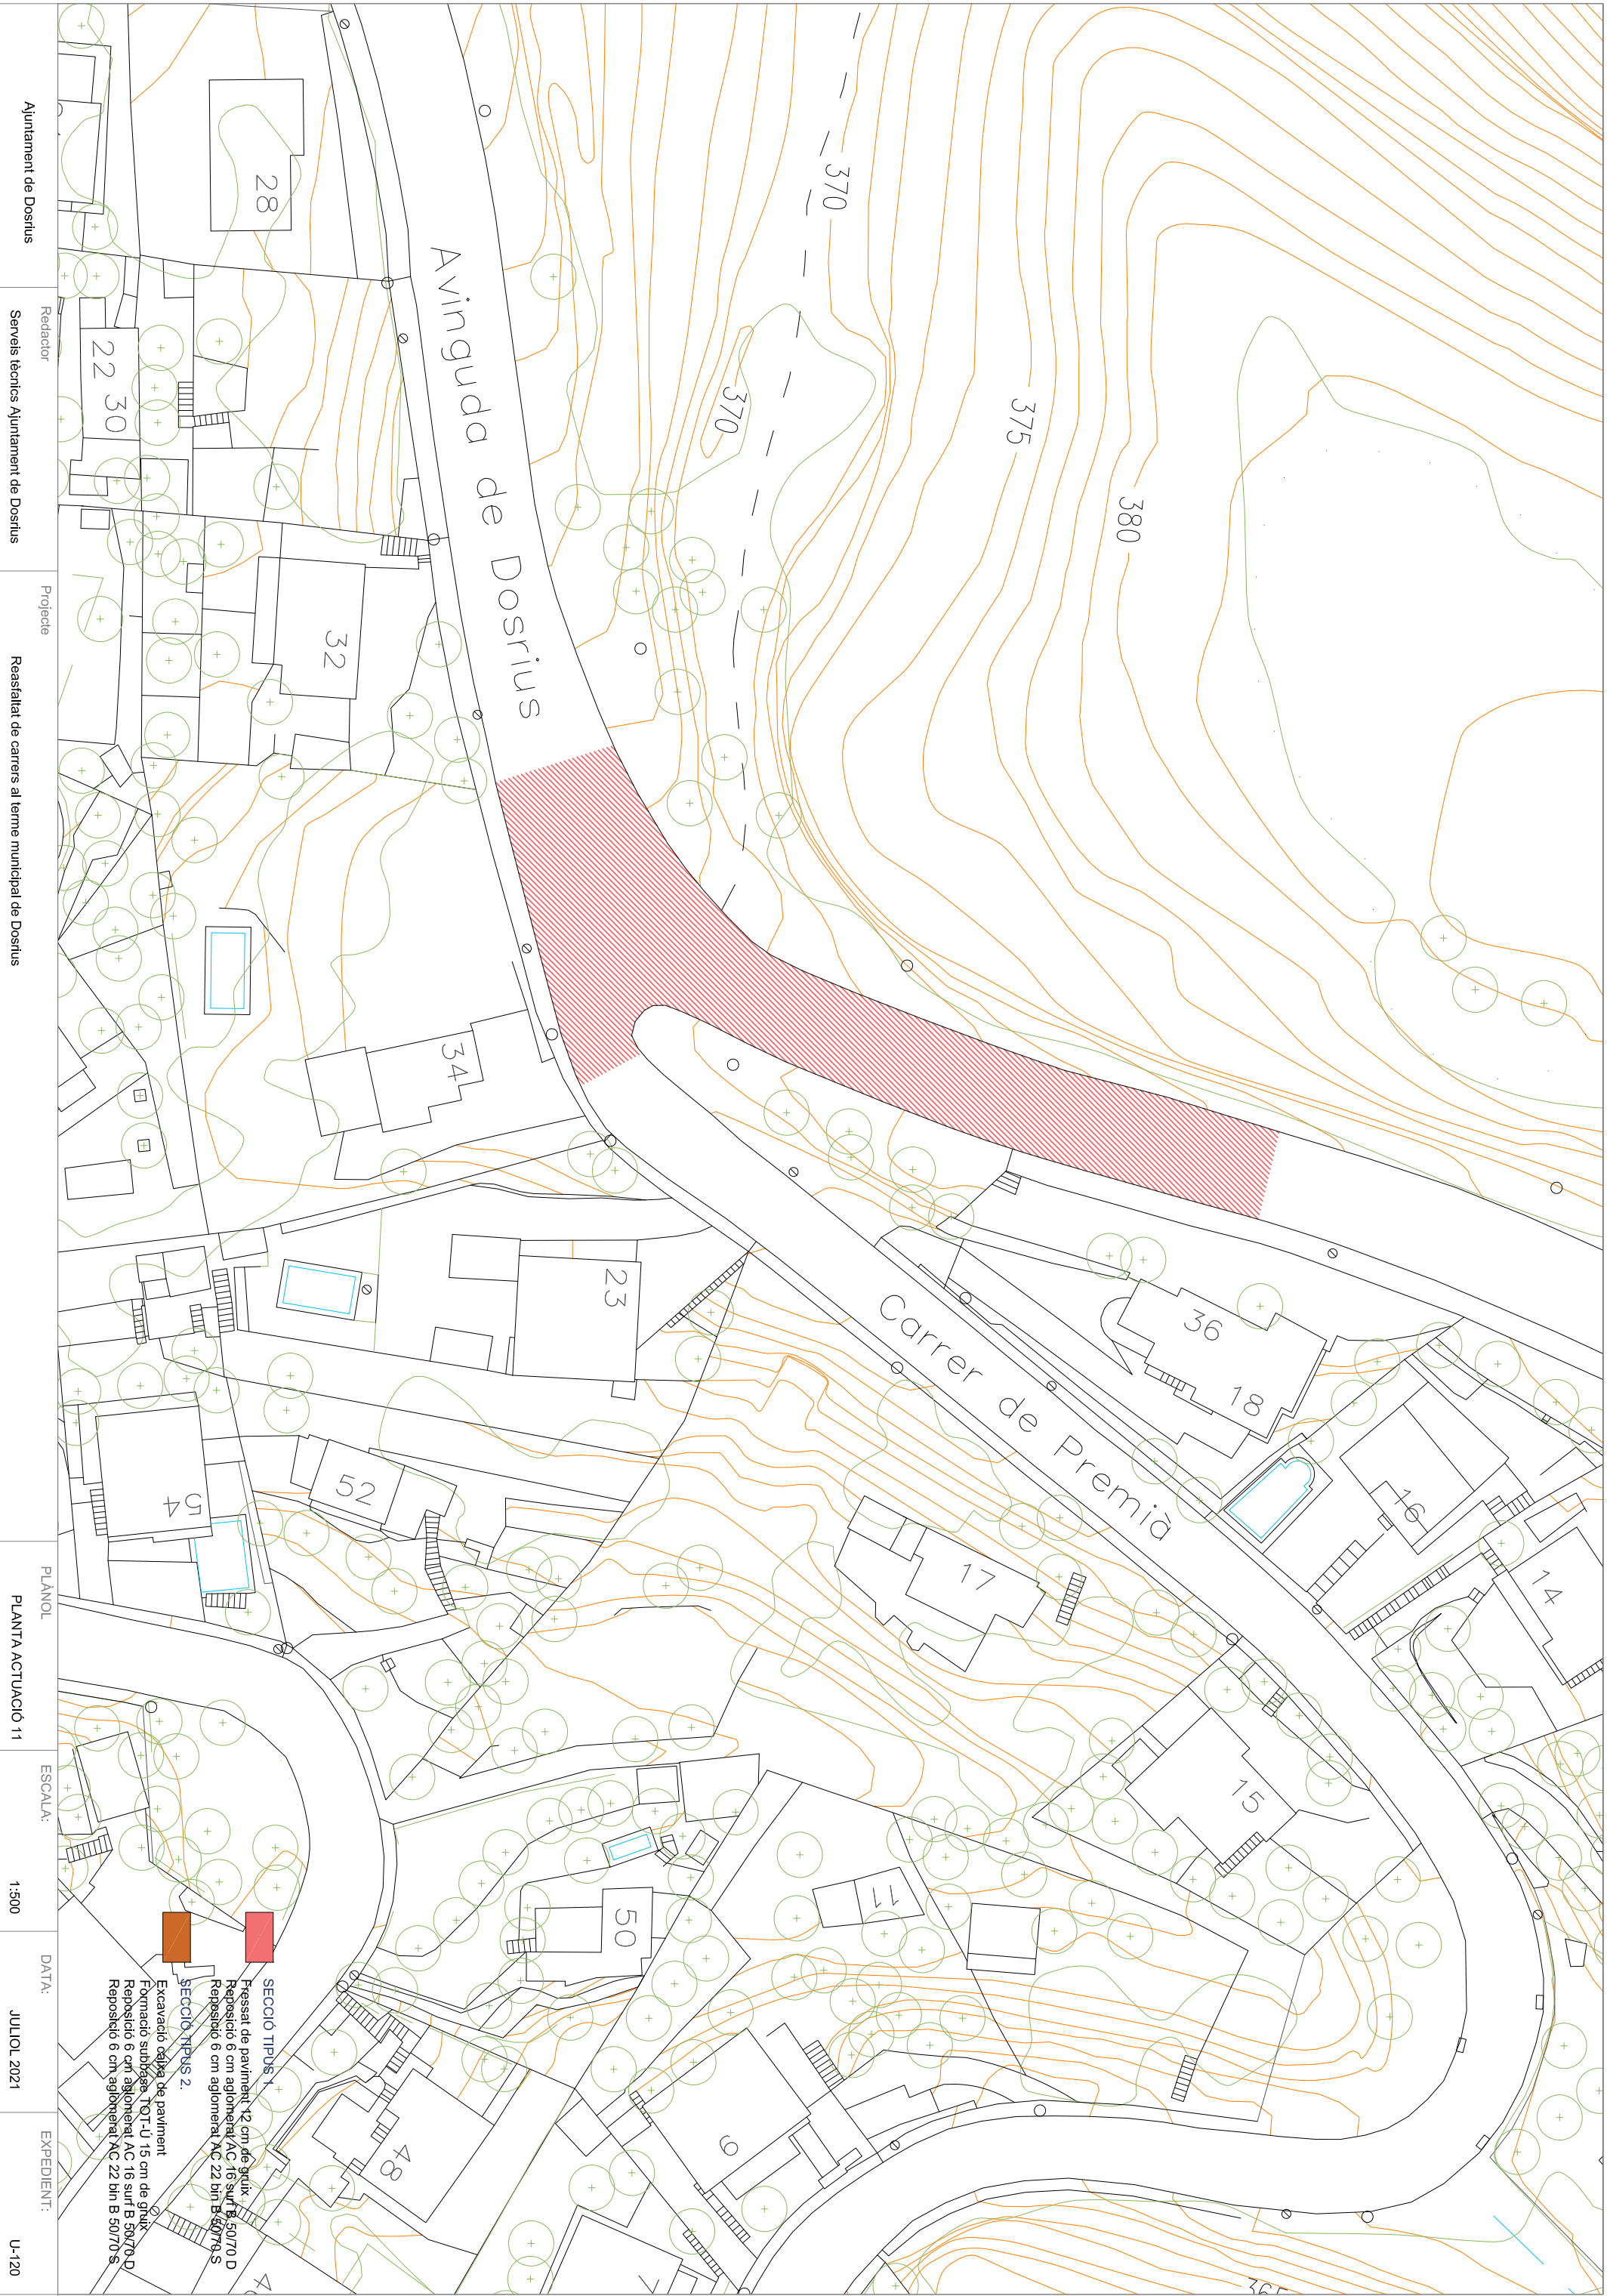 Avinguda de Dosrius
Carrer de Premià
370
370
375
380
28
22
30
32
34
23
36
18
16
14
17
15
52
54
11
50
9
48
SECCIÓ TIPUS 1.
Fressat de paviment 12 cm de gruix
Reposició 6 cm aglomerat AC 16 surf B 50/70 D
Reposició 6 cm aglomerat AC 22 bin B 50/70 S
SECCIÓ TIPUS 2.
Excavació caixa de paviment
Formació subbase TOT-Ú 15 cm de gruix
Reposició 6 cm aglomerat AC 16 surf B 50/70 D
Reposició 6 cm aglomerat AC 22 bin B 50/70 S
Ajuntament de Dosrius
Redactor
Serveis tècnics Ajuntament de Dosrius
Projecte
Reasfaltat de carrers al terme municipal de Dosrius
PLÀNOL
PLANTA ACTUACIÓ 11
ESCALA:
1:500
DATA:
JULIOL 2021
EXPEDIENT:
U-120